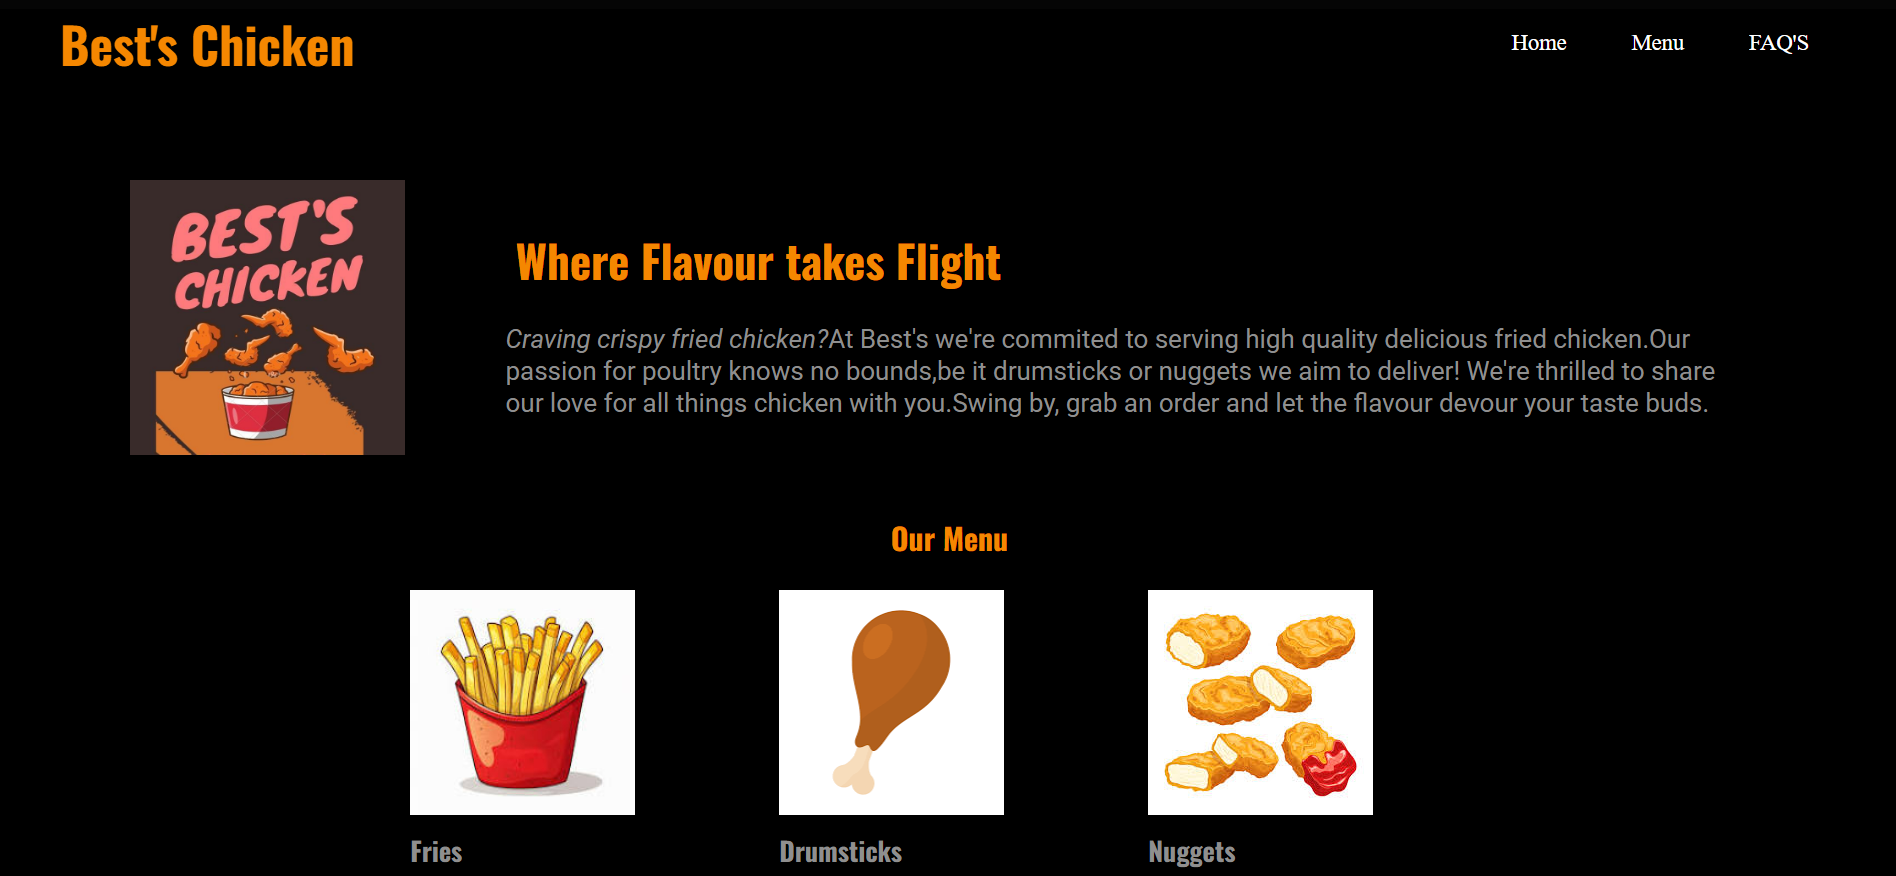 Best's Chicken
Home Menu FAQ'S
BEST'S
CHICKEN
Where Flavour takes Flight
Craving crispy fried chicken?At Best's we're commited to serving high quality delicious fried chicken.Our
passion for poultry knows no bounds,be it drumsticks or nuggets we aim to deliver! We're thrilled to share
our love for all things chicken with you.Swing by, grab an order and let the flavour devour your taste buds.
Our Menu
Fries Drumsticks Nuggets